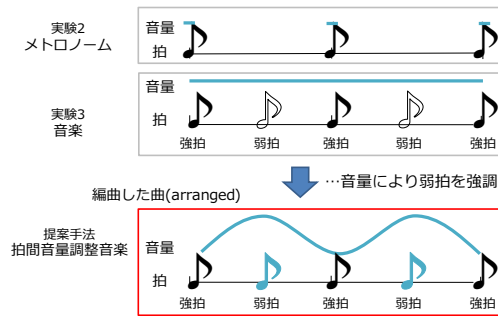 実験2
メトロノーム
音量
拍
実験3
音楽
音量
拍
強拍 弱拍 強拍 弱拍 強拍
…音量により弱拍を強調
編曲した曲(arranged)
提案手法
拍間音量調整音楽
音量
拍
強拍 弱拍 強拍 弱拍 強拍